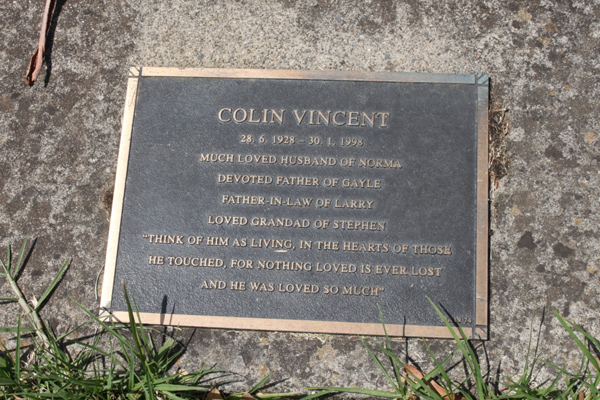 COLIN VINCENT
28. 6. 1928 – 30. 1. 1998
MUCH LOVED HUSBAND OF NORMA
DEVOTED FATHER OF GAYLE
FATHER-IN-LAW OF LARRY
LOVED GRANDAD OF STEPHEN
"THINK OF HIM AS LIVING, IN THE HEARTS OF THOSE
HE TOUCHED, FOR NOTHING LOVED IS EVER LOST
AND HE WAS LOVED SO MUCH"